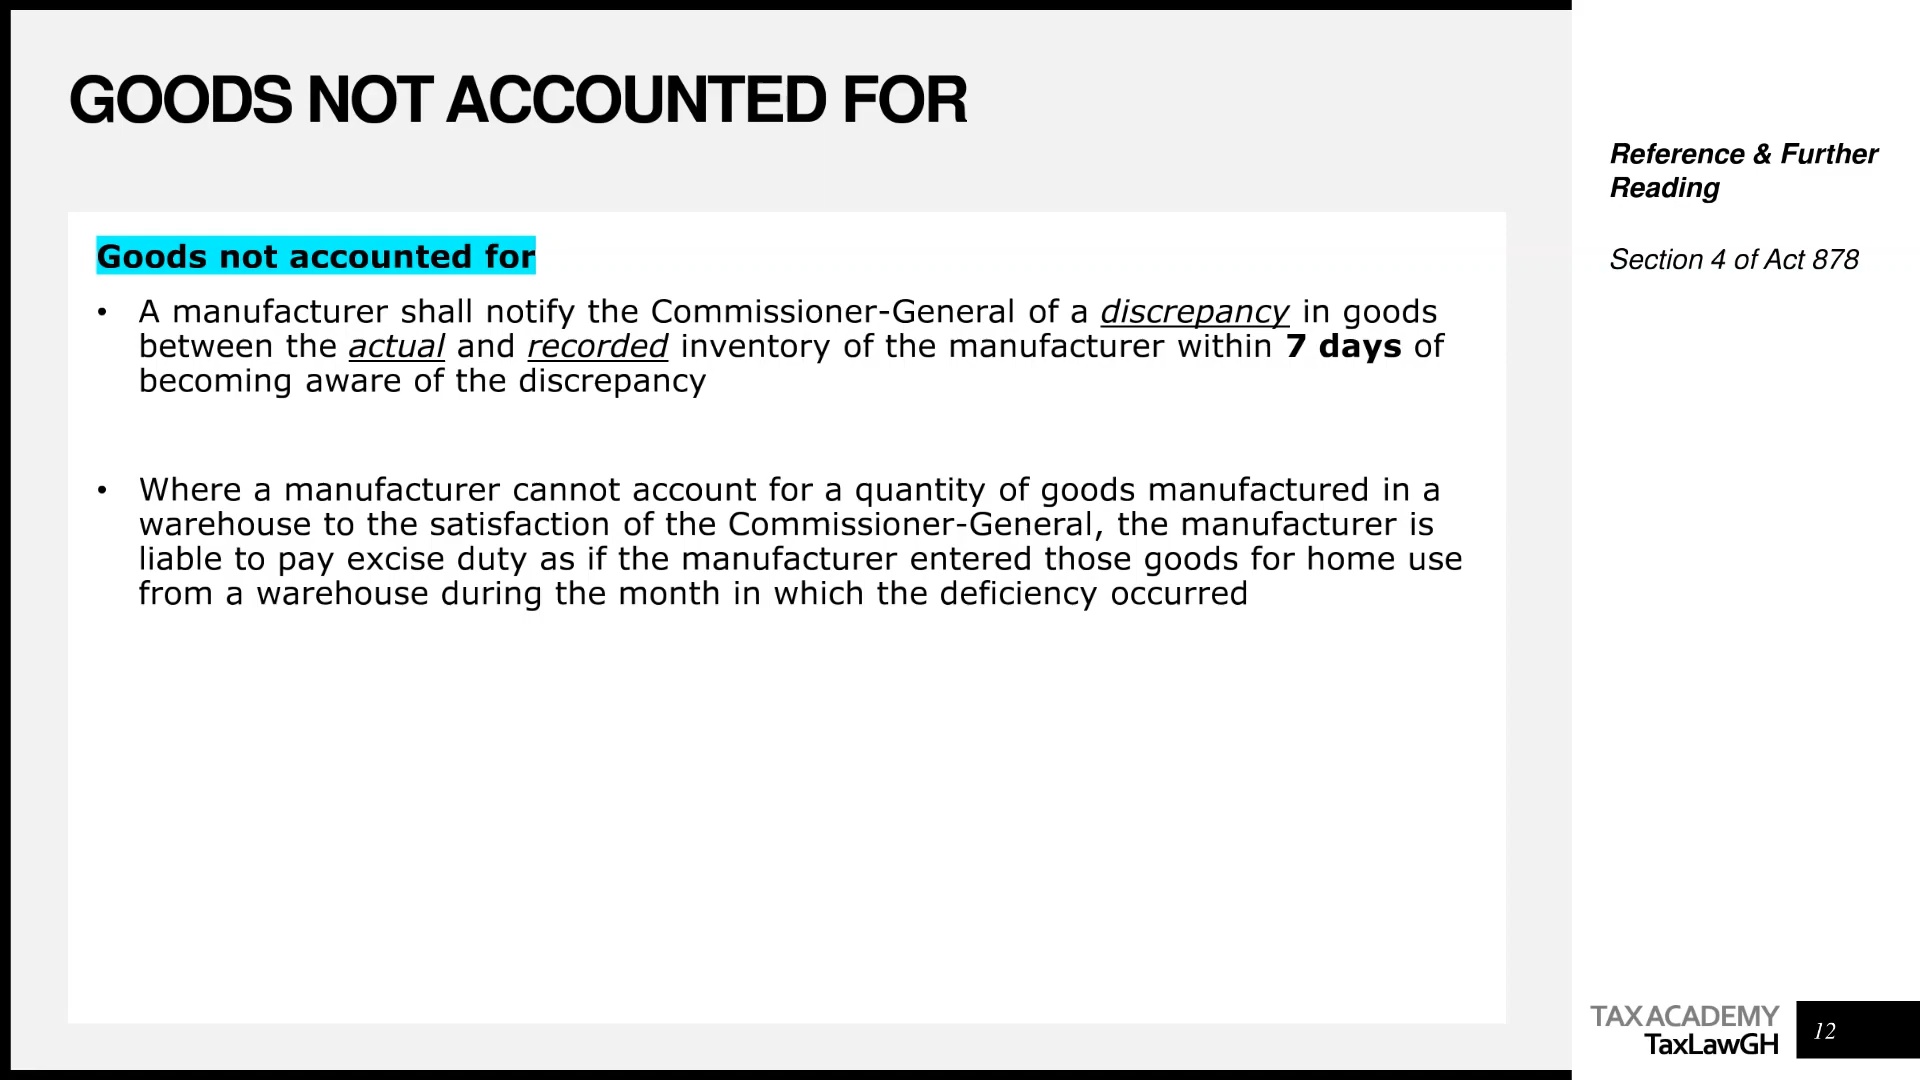 GOODS NOT ACCOUNTED FOR
Goods not accounted for
• A manufacturer shall notify the Commissioner-General of a discrepancy in goods
between the actual and recorded inventory of the manufacturer within 7 days of
becoming aware of the discrepancy
• Where a manufacturer cannot account for a quantity of goods manufactured in a
warehouse to the satisfaction of the Commissioner-General, the manufacturer is
liable to pay excise duty as if the manufacturer entered those goods for home use
from a warehouse during the month in which the deficiency occurred
Reference & Further
Reading
Section 4 of Act 878
TAX ACADEMY
TaxLawGH
12